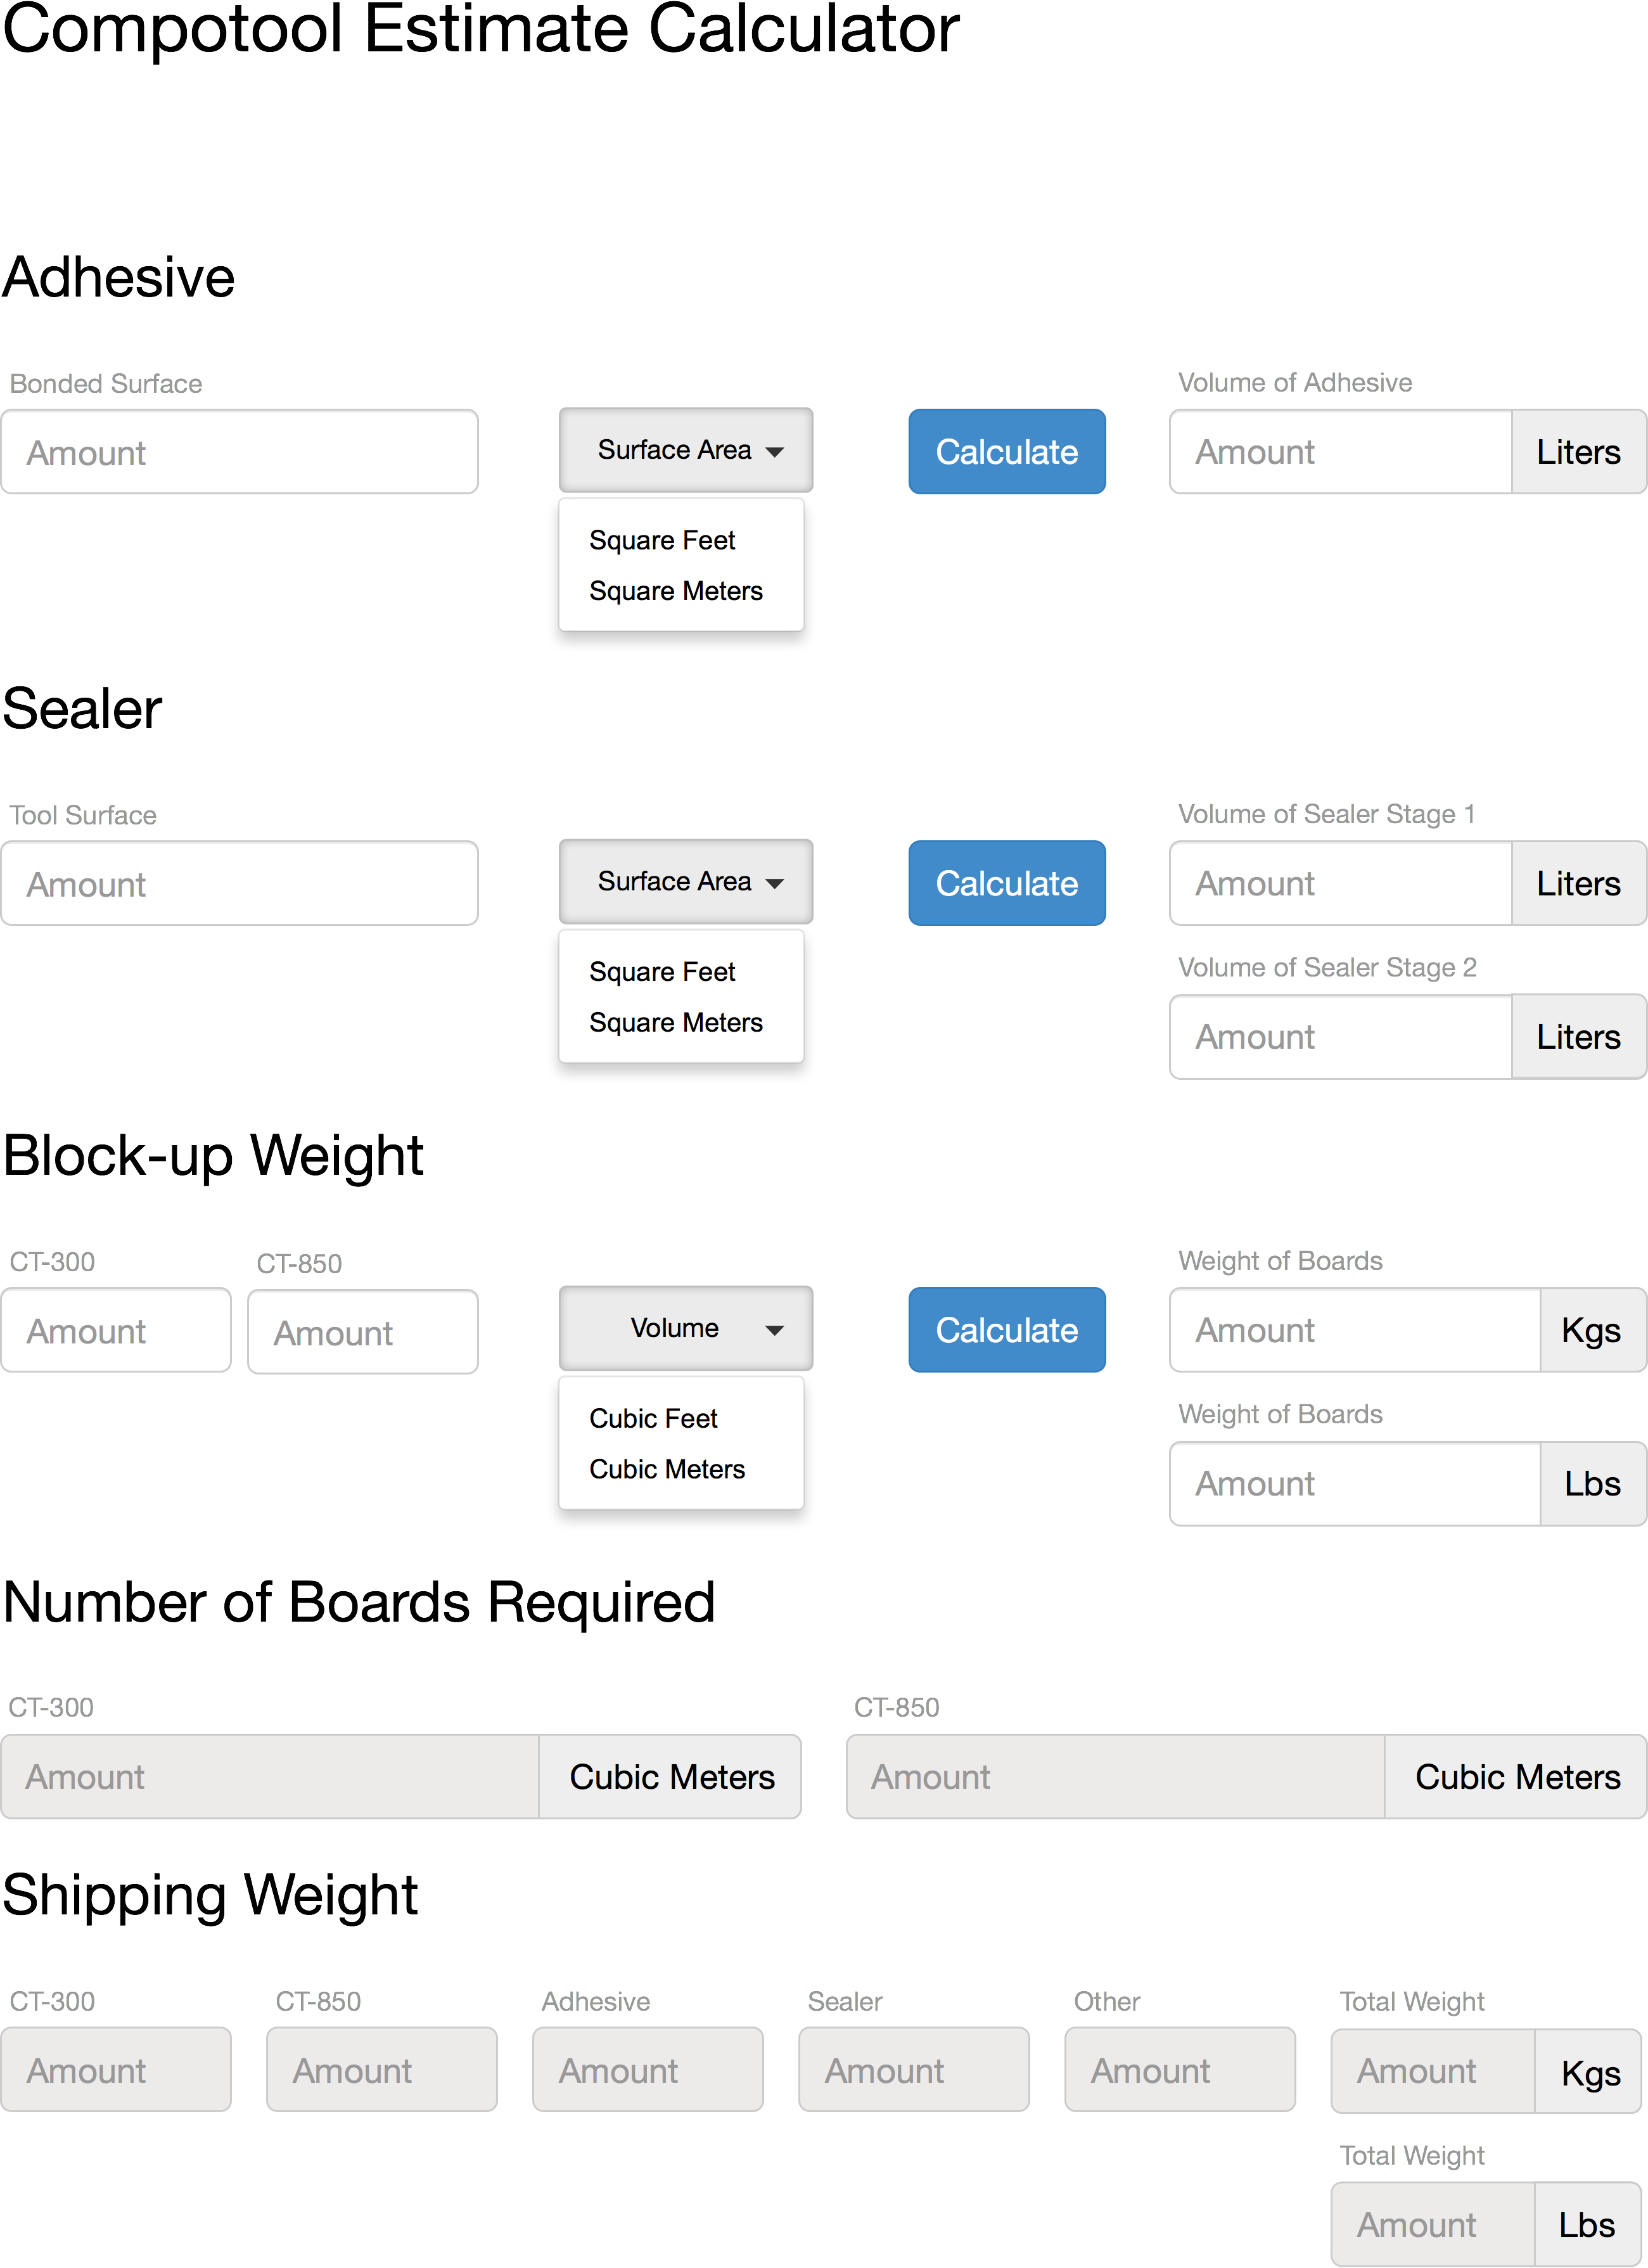 Compotool Estimate Calculator
Adhesive
Bonded Surface
Volume of Adhesive
Amount
Surface Area
Calculate
Amount
Liters
Square Feet
Square Meters
Sealer
Tool Surface
Volume of Sealer Stage 1
Amount
Surface Area
Calculate
Amount
Liters
Square Feet
Square Meters
Volume of Sealer Stage 2
Amount
Liters
Block-up Weight
CT-300
CT-850
Weight of Boards
Amount
Amount
Volume
Calculate
Amount
Kgs
Cubic Feet
Cubic Meters
Weight of Boards
Amount
Lbs
Number of Boards Required
CT-300
CT-850
Amount
Cubic Meters
Amount
Cubic Meters
Shipping Weight
CT-300
CT-850
Adhesive
Sealer
Other
Total Weight
Amount
Amount
Amount
Amount
Amount
Amount
Kgs
Total Weight
Amount
Lbs